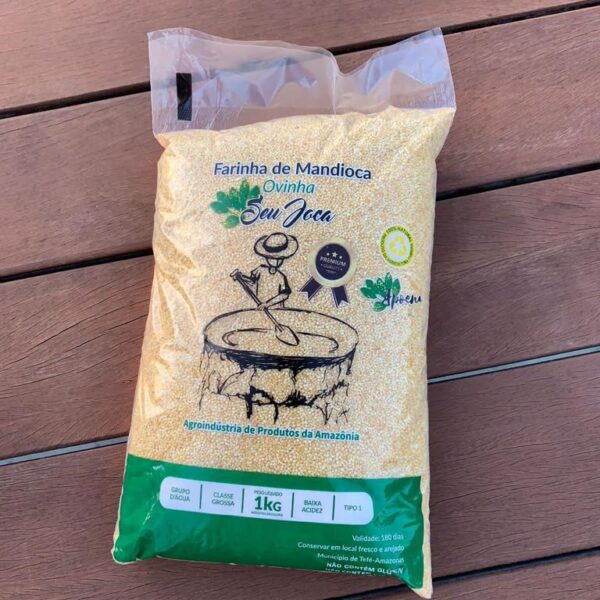 Farinha de Mandioca
Ovinha
Seu Joca
PREMIUM
QUALITY
Apoena
Agroindústria de Produtos da Amazônia
GRUPO
D'ÁGUA
CLASSE
GROSSA
PESO LÍQUIDO
1KG
BAIXA
ACIDEZ
TIPO 1
Validade: 180 dias
Conservar em local fresco e arejado
Município de Tefé-Amazonas
NÃO CONTÉM GLÚTEN